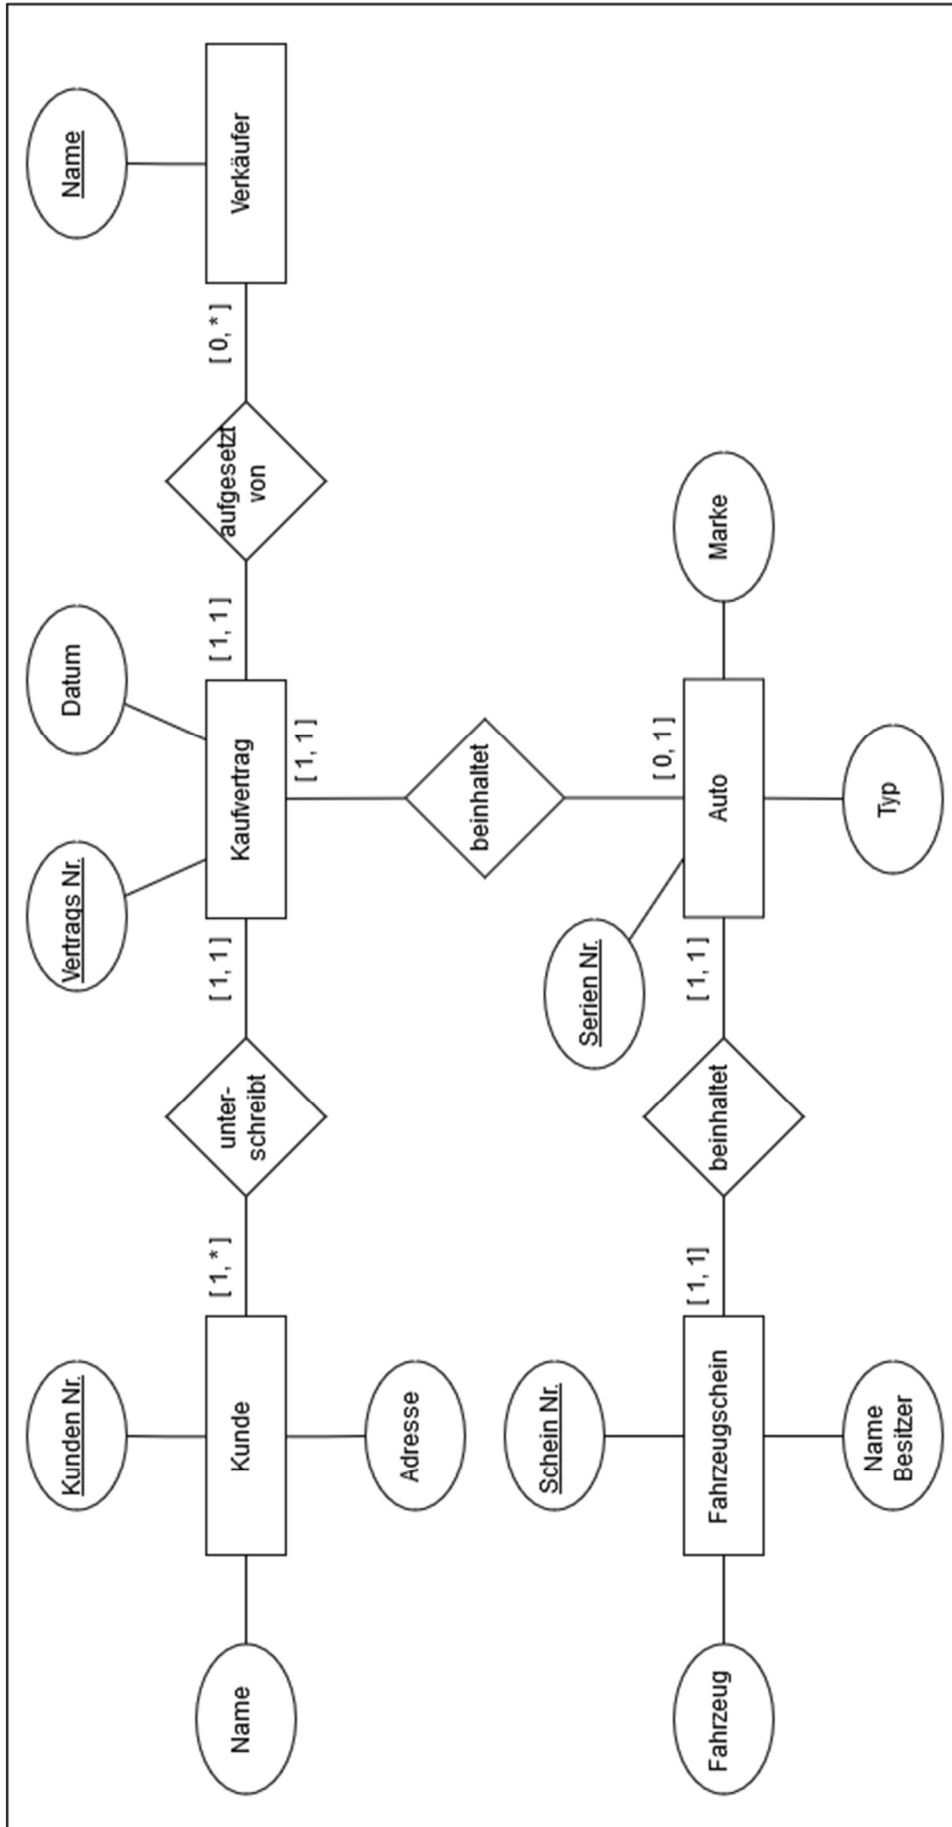 Kunden Nr.
Vertrags Nr.
Datum
Name
[ 1, * ]
[ 1, 1 ]
[ 1, 1 ]
[ 0, * ]
Name
Kunde
unter-
schreibt
Kaufvertrag
aufgesetzt
von
Verkäufer
[ 1, 1 ]
Adresse
beinhaltet
Schein Nr.
Serien Nr.
[ 0, 1 ]
[ 1, 1]
[ 1, 1 ]
Fahrzeug
Fahrzeugschein
beinhaltet
Auto
Marke
Name
Besitzer
Typ